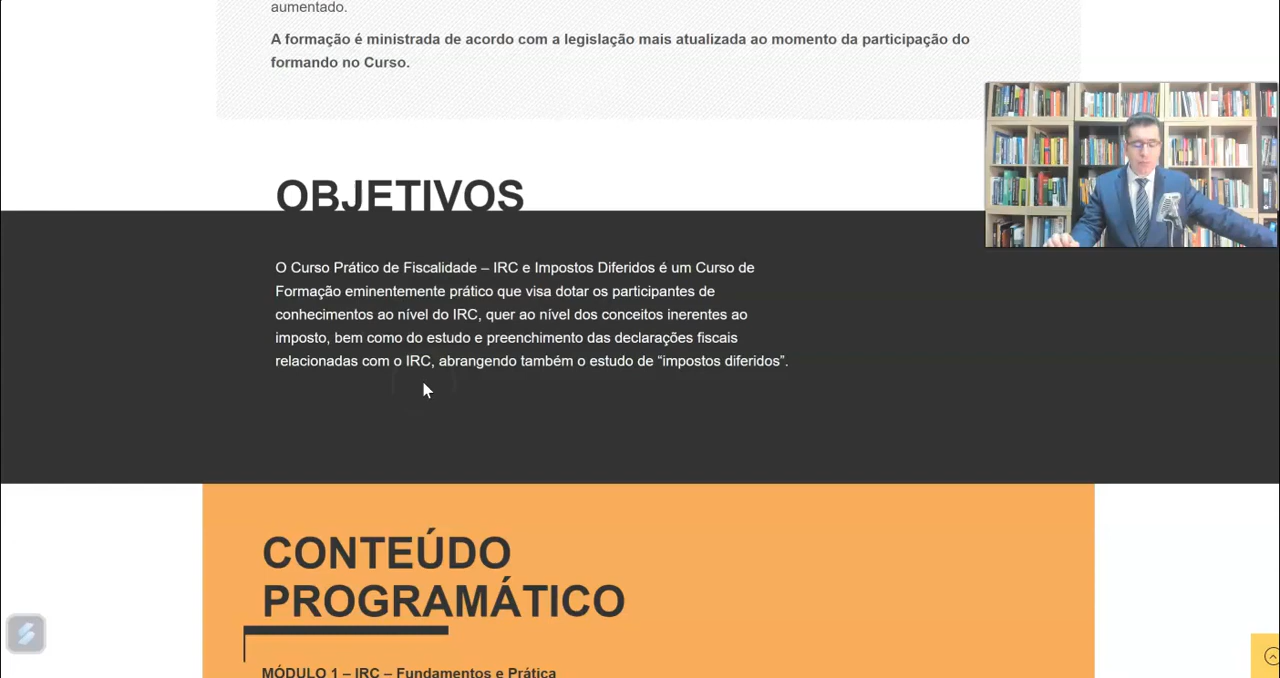 aumentado.
A formação é ministrada de acordo com a legislação mais atualizada ao momento da participação do
formando no Curso.
OBJETIVOS
O Curso Prático de Fiscalidade – IRC e Impostos Diferidos é um Curso de
Formação eminentemente prático que visa dotar os participantes de
conhecimentos ao nível do IRC, quer ao nível dos conceitos inerentes ao
imposto, bem como do estudo e preenchimento das declarações fiscais
relacionadas com o IRC, abrangendo também o estudo de “impostos diferidos”.
CONTEÚDO
PROGRAMÁTICO
MÓDULO 1 – IRC – Fundamentos e Prática